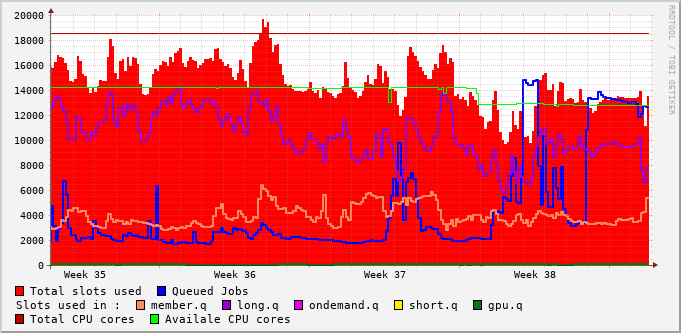 20000
18000
16000
14000
12000
10000
8000
6000
4000
2000
0
Week 35 Week 36 Week 37 Week 38
Total slots used Queued Jobs
Slots used in : member.q long.q ondemand.q short.q gpu.q
Total CPU cores Availale CPU cores
RRDTOOL / TOBI OETIKER